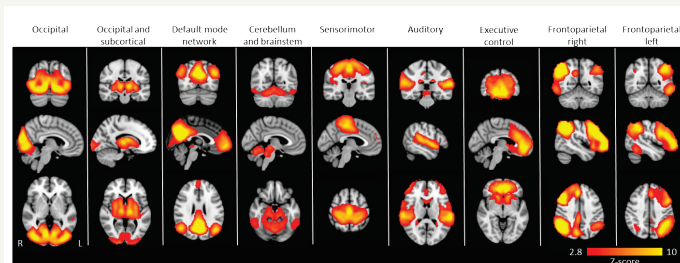 Occipital
Occipital and
subcortical
Default mode
network
Cerebellum
and brainstem
Sensorimotor
Auditory
Executive
control
Frontoparietal
right
Frontoparietal
left
R L
2.8 10
Z-score